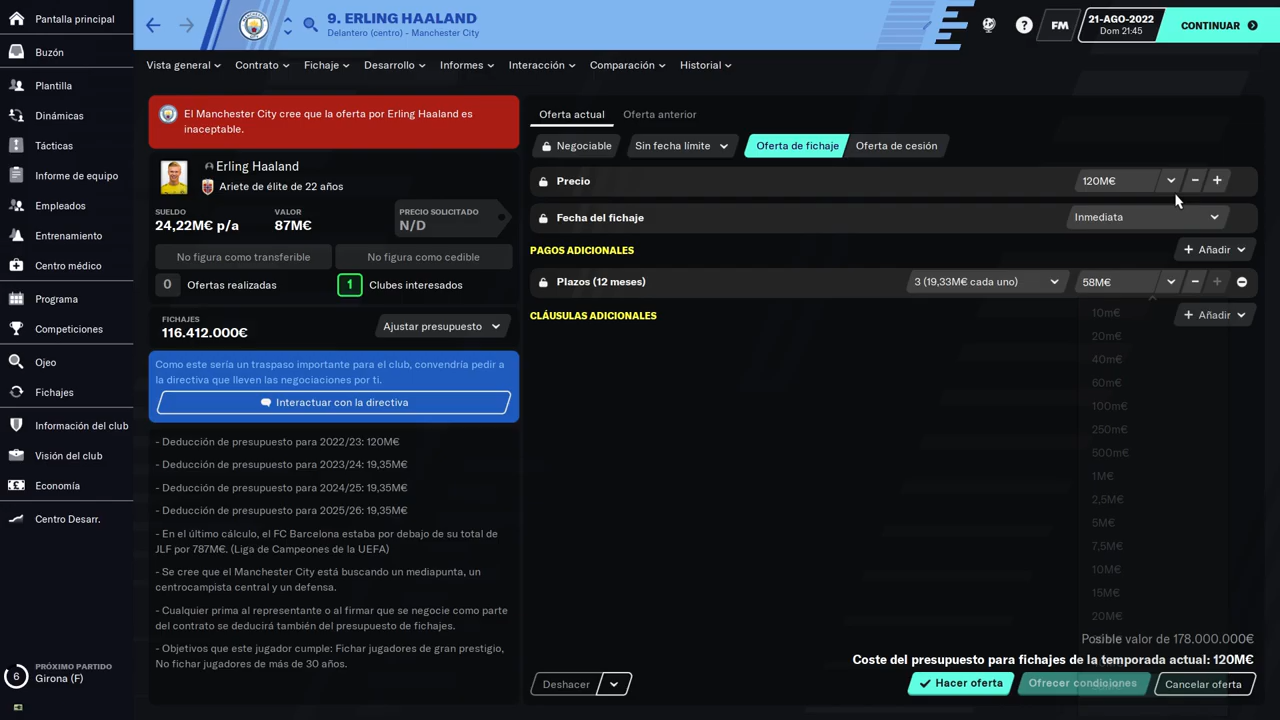 Pantalla principal
Buzón
Plantilla
Dinámicas
Tácticas
Informe de equipo
Empleados
Entrenamiento
Centro médico
Programa
Competiciones
Ojeo
Fichajes
Información del club
Visión del club
Economía
Centro Desarr.
6
PRÓXIMO PARTIDO
Girona (F)
9. ERLING HAALAND
Delantero (centro) - Manchester City
?
FM
21-AGO-2022
Dom 21:45
CONTINUAR
Vista general
Contrato
Fichaje
Desarrollo
Informes
Interacción
Comparación
Historial
El Manchester City cree que la oferta por Erling Haaland es
inaceptable.
Erling Haaland
Ariete de élite de 22 años
SUELDO
24,22M€ p/a
VALOR
87M€
PRECIO SOLICITADO
N/D
No figura como transferible
No figura como cedible
0 Ofertas realizadas
1 Clubes interesados
FICHAJES
116.412.000€
Ajustar presupuesto
Como este sería un traspaso importante para el club, convendría pedir a
la directiva que lleven las negociaciones por ti.
Interactuar con la directiva
- Deducción de presupuesto para 2022/23: 120M€
- Deducción de presupuesto para 2023/24: 19,35M€
- Deducción de presupuesto para 2024/25: 19,35M€
- Deducción de presupuesto para 2025/26: 19,35M€
- En el último cálculo, el FC Barcelona estaba por debajo de su total de
JLF por 787M€. (Liga de Campeones de la UEFA)
- Se cree que el Manchester City está buscando un mediapunta, un
centrocampista central y un defensa.
- Cualquier prima al representante o al firmar que se negocie como parte
del contrato se deducirá también del presupuesto de fichajes.
- Objetivos que este jugador cumple: Fichar jugadores de gran prestigio,
No fichar jugadores de más de 30 años.
Oferta actual
Oferta anterior
Negociable
Sin fecha límite
Oferta de fichaje
Oferta de cesión
Precio
120M€
Fecha del fichaje
Inmediata
PAGOS ADICIONALES
Añadir
Plazos (12 meses)
3 (19,33M€ cada uno)
58M€
CLÁUSULAS ADICIONALES
Añadir
10m€
20m€
40m€
60m€
100m€
250m€
500m€
1M€
2,5M€
5M€
7,5M€
10M€
15M€
20M€
Posible valor de 178.000.000€
Coste del presupuesto para fichajes de la temporada actual: 120M€
Deshacer
Hacer oferta
Ofrecer condiciones
Cancelar oferta